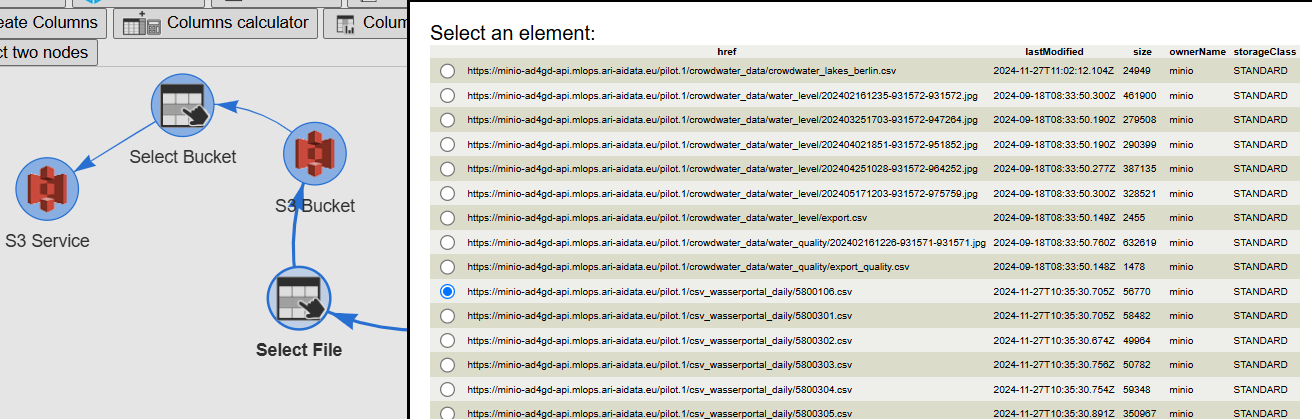 eate Columns
Columns calculator
Colum
ct two nodes
Select Bucket
S3 Bucket
S3 Service
Select File
Select an element:
href lastModified size ownerName storageClass
https://minio-ad4gd-api.mlops.ari-aidata.eu/pilot.1/crowdwater_data/crowdwater_lakes_berlin.csv 2024-11-27T11:02:12.104Z 24949 minio STANDARD
https://minio-ad4gd-api.mlops.ari-aidata.eu/pilot.1/crowdwater_data/water_level/202402161235-931572-931572.jpg 2024-09-18T08:33:50.300Z 461900 minio STANDARD
https://minio-ad4gd-api.mlops.ari-aidata.eu/pilot.1/crowdwater_data/water_level/202403251703-931572-947264.jpg 2024-09-18T08:33:50.190Z 279508 minio STANDARD
https://minio-ad4gd-api.mlops.ari-aidata.eu/pilot.1/crowdwater_data/water_level/202404021851-931572-951852.jpg 2024-09-18T08:33:50.190Z 290399 minio STANDARD
https://minio-ad4gd-api.mlops.ari-aidata.eu/pilot.1/crowdwater_data/water_level/202404251028-931572-964252.jpg 2024-09-18T08:33:50.277Z 387135 minio STANDARD
https://minio-ad4gd-api.mlops.ari-aidata.eu/pilot.1/crowdwater_data/water_level/202405171203-931572-975759.jpg 2024-09-18T08:33:50.300Z 328521 minio STANDARD
https://minio-ad4gd-api.mlops.ari-aidata.eu/pilot.1/crowdwater_data/water_level/export.csv 2024-09-18T08:33:50.149Z 2455 minio STANDARD
https://minio-ad4gd-api.mlops.ari-aidata.eu/pilot.1/crowdwater_data/water_quality/202402161226-931571-931571.jpg 2024-09-18T08:33:50.760Z 632619 minio STANDARD
https://minio-ad4gd-api.mlops.ari-aidata.eu/pilot.1/crowdwater_data/water_quality/export_quality.csv 2024-09-18T08:33:50.148Z 1478 minio STANDARD
https://minio-ad4gd-api.mlops.ari-aidata.eu/pilot.1/csv_wasserportal_daily/5800106.csv 2024-11-27T10:35:30.705Z 56770 minio STANDARD
https://minio-ad4gd-api.mlops.ari-aidata.eu/pilot.1/csv_wasserportal_daily/5800301.csv 2024-11-27T10:35:30.705Z 58482 minio STANDARD
https://minio-ad4gd-api.mlops.ari-aidata.eu/pilot.1/csv_wasserportal_daily/5800302.csv 2024-11-27T10:35:30.674Z 49964 minio STANDARD
https://minio-ad4gd-api.mlops.ari-aidata.eu/pilot.1/csv_wasserportal_daily/5800303.csv 2024-11-27T10:35:30.756Z 50782 minio STANDARD
https://minio-ad4gd-api.mlops.ari-aidata.eu/pilot.1/csv_wasserportal_daily/5800304.csv 2024-11-27T10:35:30.754Z 59348 minio STANDARD
https://minio-ad4gd-api.mlops.ari-aidata.eu/pilot.1/csv_wasserportal_daily/5800305.csv 2024-11-27T10:35:30.891Z 350967 minio STANDARD